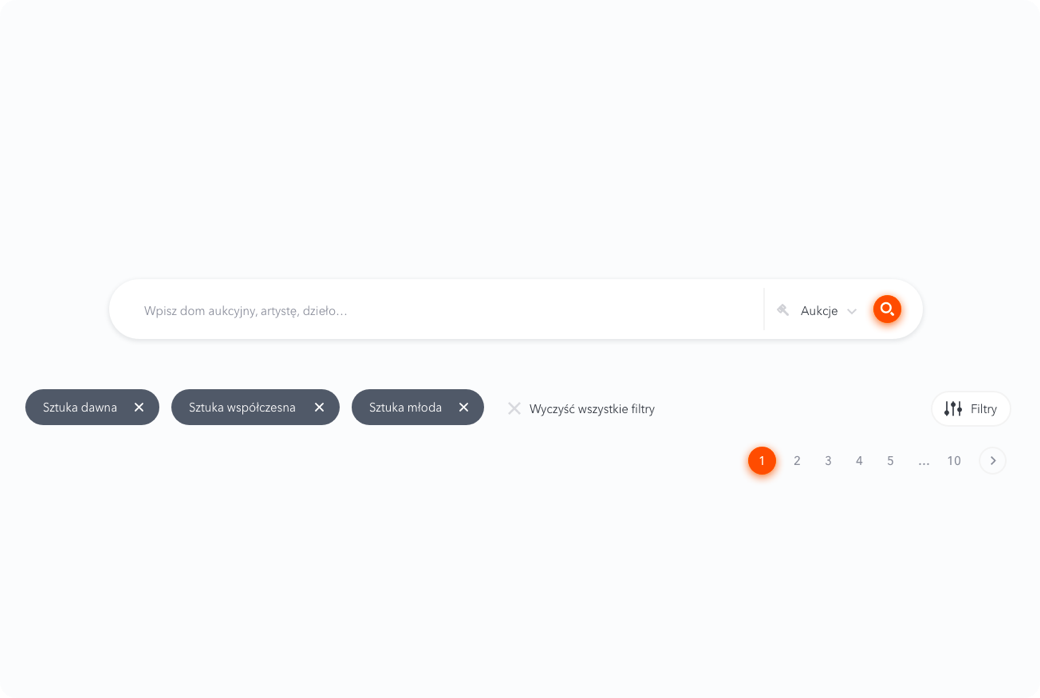 Wpisz dom aukcyjny, artystę, dzieło...
Aukcje
Sztuka dawna
Sztuka współczesna
Sztuka młoda
Wyczyść wszystkie filtry
Filtry
1 2 3 4 5 ... 10